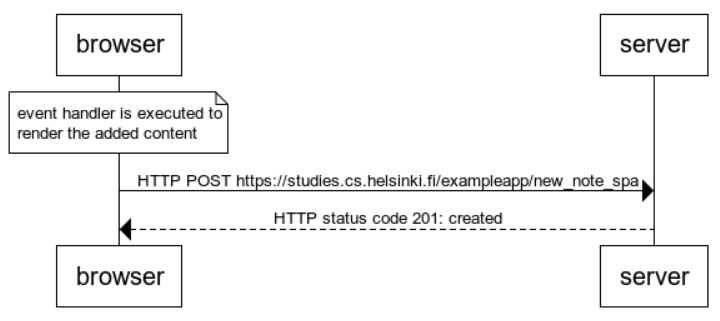 browser
server
event handler is executed to
render the added content
HTTP POST https://studies.cs.helsinki.fi/exampleapp/new_note_spa
HTTP status code 201: created
browser
server